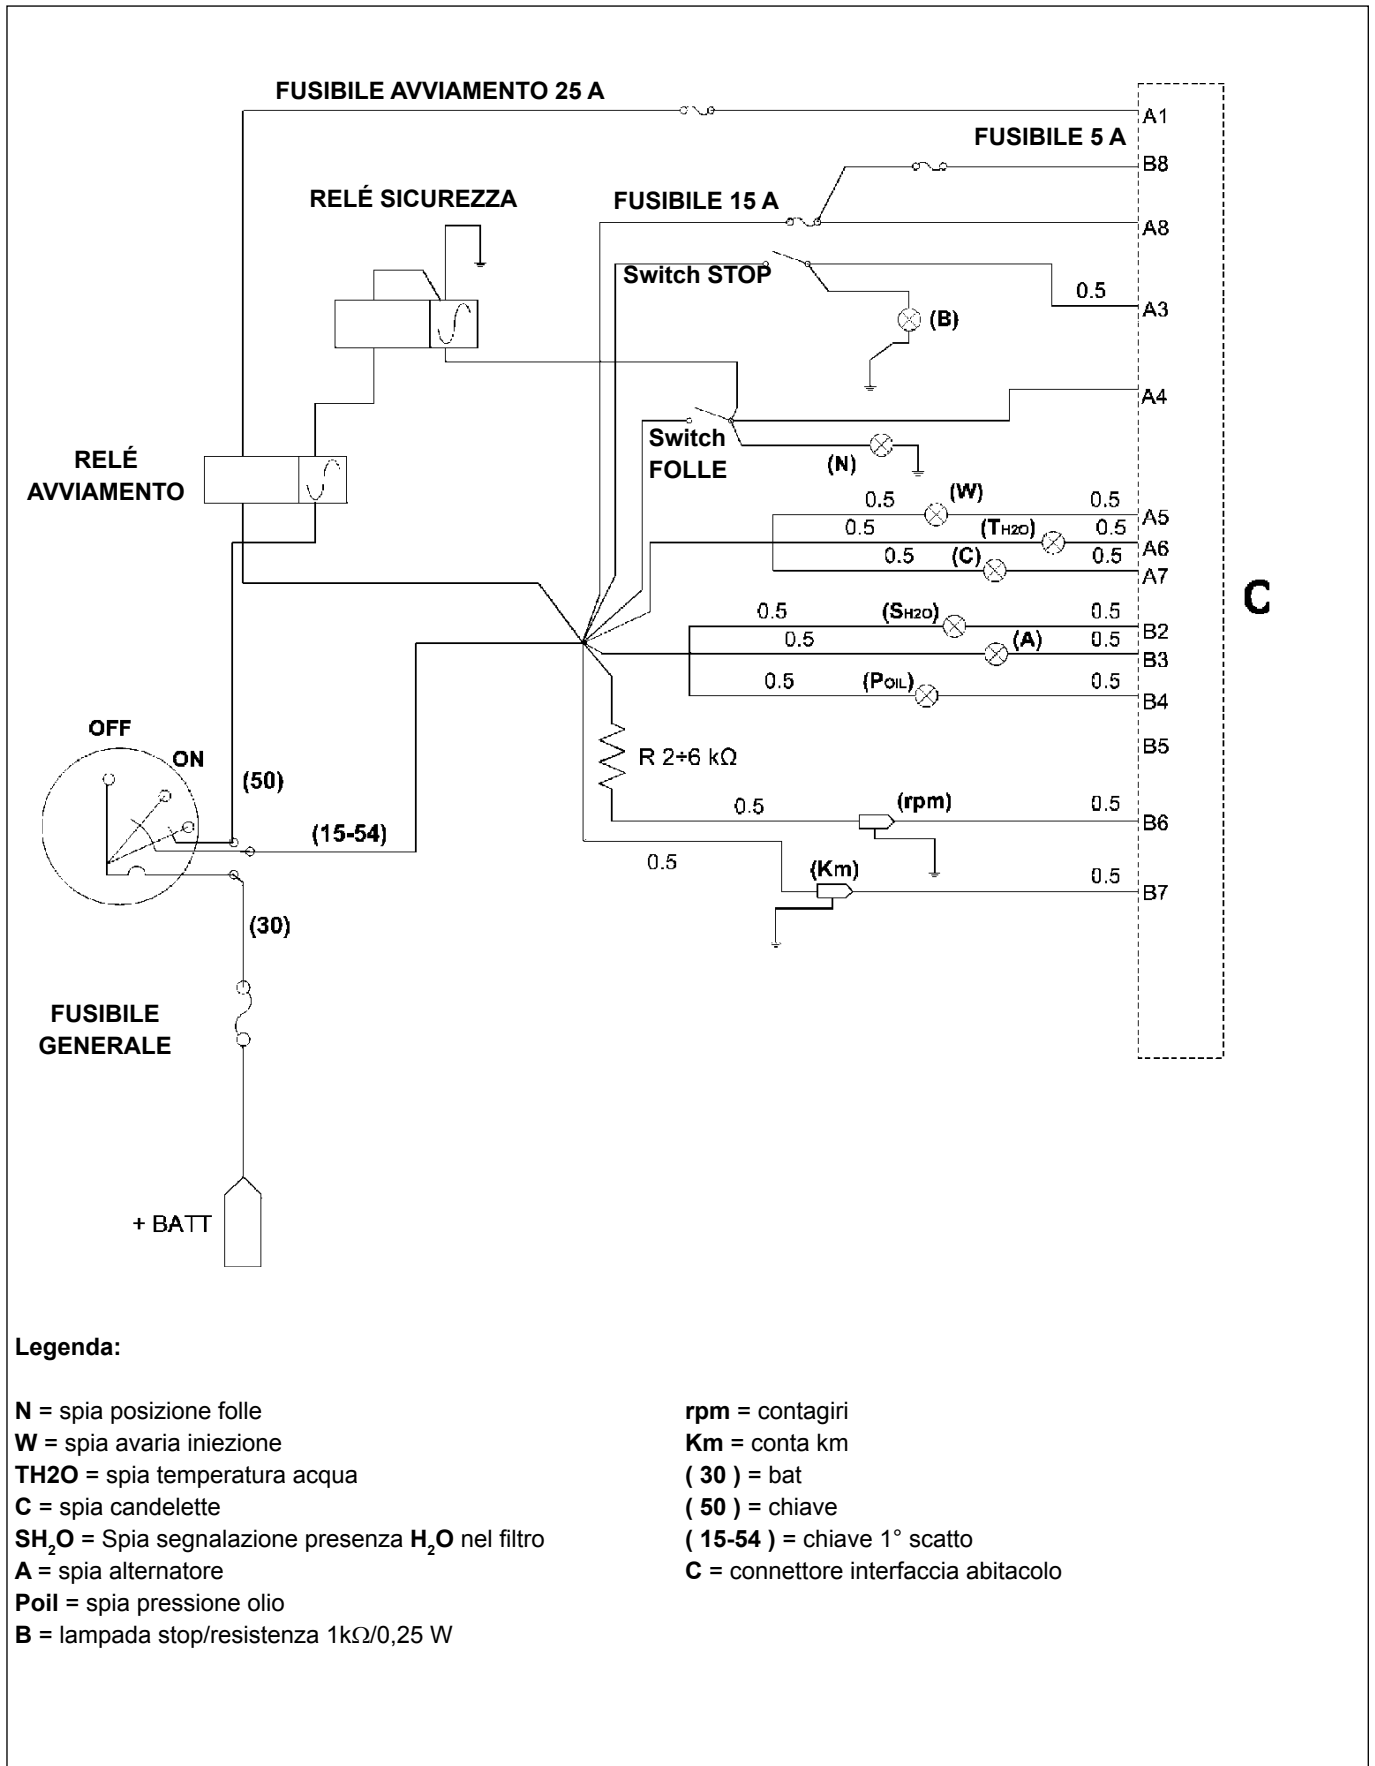 FUSIBILE AVVIAMENTO 25 A
A1
FUSIBILE 5 A
B8
RELÉ SICUREZZA
FUSIBILE 15 A
A8
Switch STOP
0.5
A3
(B)
A4
Switch
FOLLE
(N)
RELÉ
AVVIAMENTO
0.5
(W)
0.5
A5
0.5
(TH2O)
0.5
A6
0.5
(C)
0.5
A7
C
0.5
(SH2O)
0.5
B2
0.5
(A)
0.5
B3
0.5
(POIL)
0.5
B4
OFF
ON
(50)
R 2÷6 kΩ
B5
(15-54)
0.5
(rpm)
0.5
B6
0.5
(Km)
0.5
B7
(30)
FUSIBILE
GENERALE
+ BATT
Legenda:
N = spia posizione folle
W = spia avaria iniezione
TH2O = spia temperatura acqua
C = spia candelette
SH₂O = Spia segnalazione presenza H₂O nel filtro
A = spia alternatore
Poil = spia pressione olio
B = lampada stop/resistenza 1kΩ/0,25 W
rpm = contagiri
Km = conta km
( 30 ) = bat
( 50 ) = chiave
( 15-54 ) = chiave 1° scatto
C = connettore interfaccia abitacolo